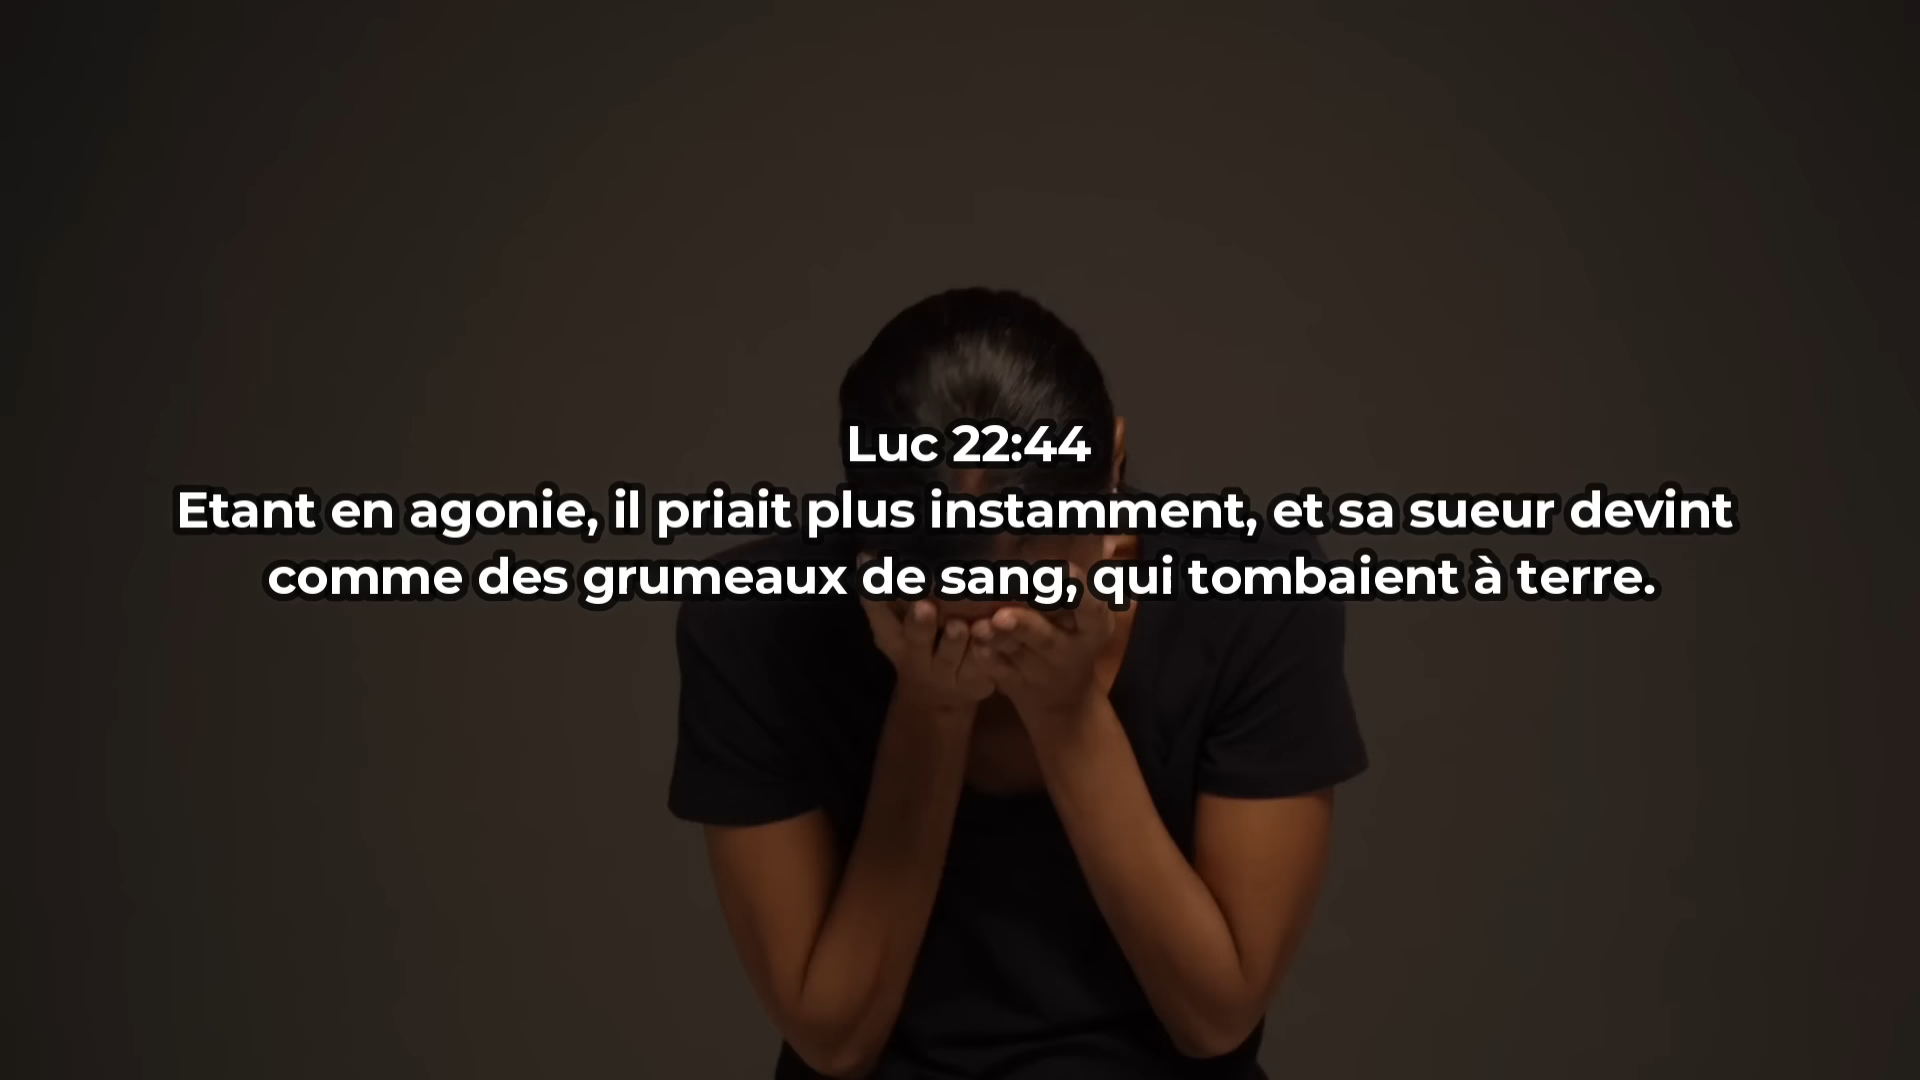 Luc 22:44
Etant en agonie, il priait plus instamment, et sa sueur devint
comme des grumeaux de sang, qui tombaient à terre.